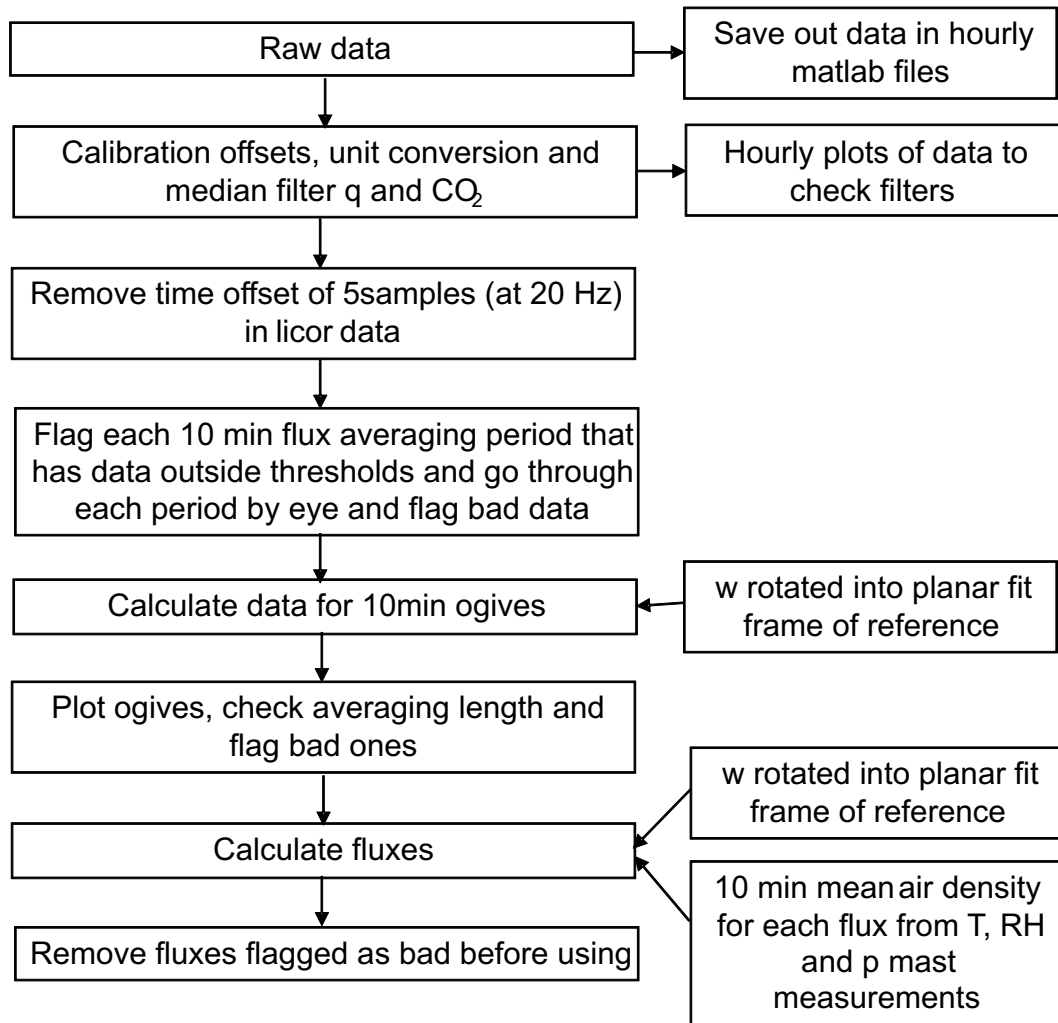 Raw data
Save out data in hourly
matlab files
Calibration offsets, unit conversion and
median filter q and CO₂
Hourly plots of data to
check filters
Remove time offset of 5samples (at 20 Hz)
in licor data
Flag each 10 min flux averaging period that
has data outside thresholds and go through
each period by eye and flag bad data
Calculate data for 10min ogives
w rotated into planar fit
frame of reference
Plot ogives, check averaging length and
flag bad ones
w rotated into planar fit
frame of reference
Calculate fluxes
10 min mean air density
for each flux from T, RH
and p mast
measurements
Remove fluxes flagged as bad before using